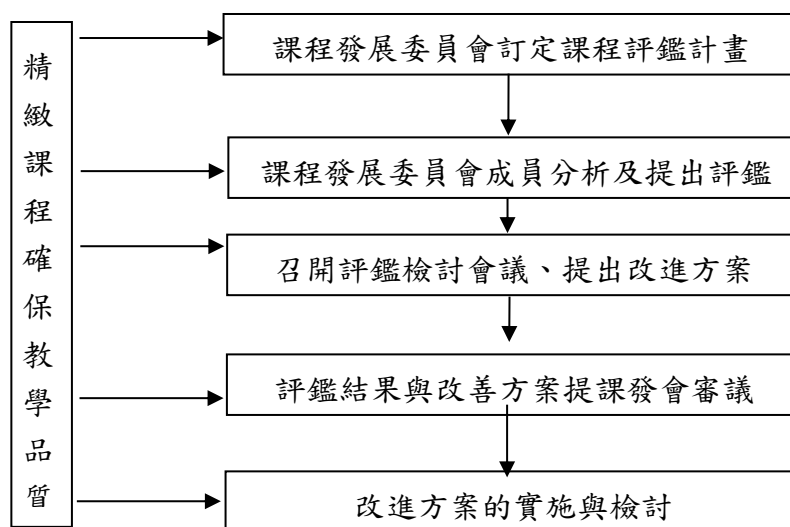 精緻課程確保教學品質
課程發展委員會訂定課程評鑑計畫
課程發展委員會成員分析及提出評鑑
召開評鑑檢討會議、提出改進方案
評鑑結果與改善方案提課發會審議
改進方案的實施與檢討